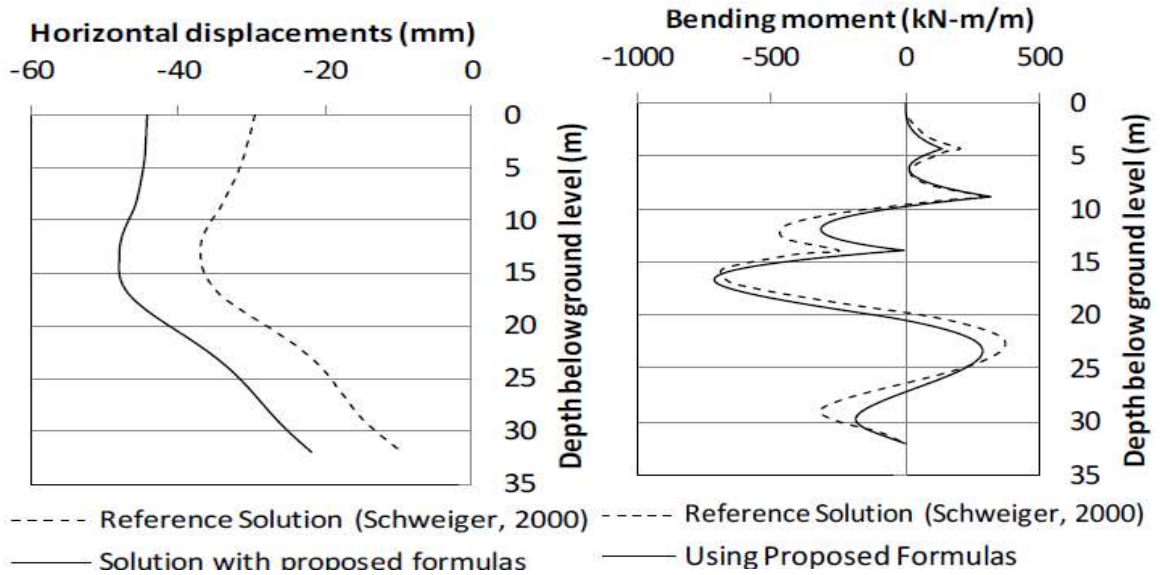 Horizontal displacements (mm)
-60 -40 -20 0
0
5
10
15
20
25
30
35
Depth below ground level (m)
Reference Solution (Schweiger, 2000)
Solution with proposed formulas
Bending moment (kN-m/m)
-1000 -500 0 500
0
5
10
15
20
25
30
35
Depth below ground level (m)
Reference Solution (Schweiger, 2000)
Using Proposed Formulas